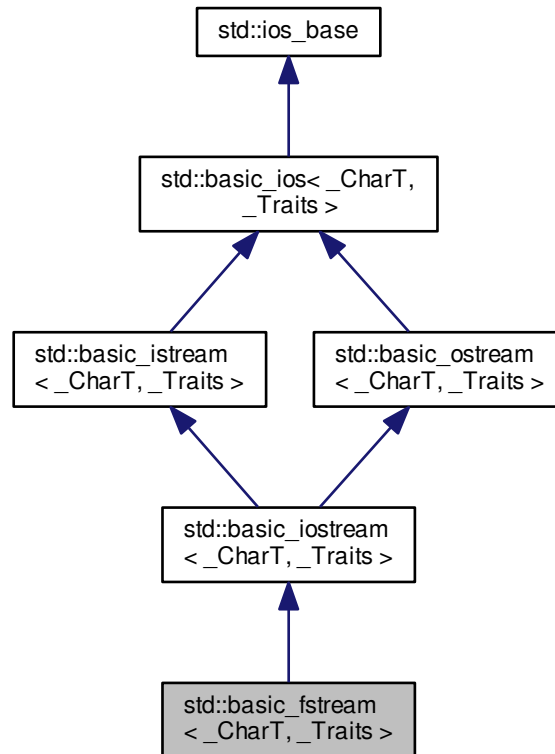 std::ios_base
std::basic_ios< _CharT,
_Traits >
std::basic_istream
< _CharT, _Traits >
std::basic_ostream
< _CharT, _Traits >
std::basic_iostream
< _CharT, _Traits >
std::basic_fstream
< _CharT, _Traits >